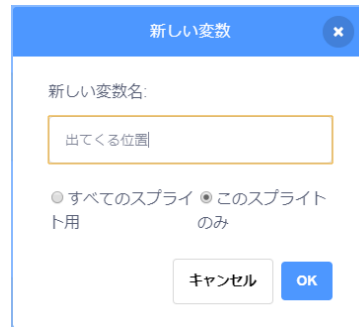 新しい変数
新しい変数名:
出てくる位置
すべてのスプライ このスプライト
ト用 のみ
キャンセル OK